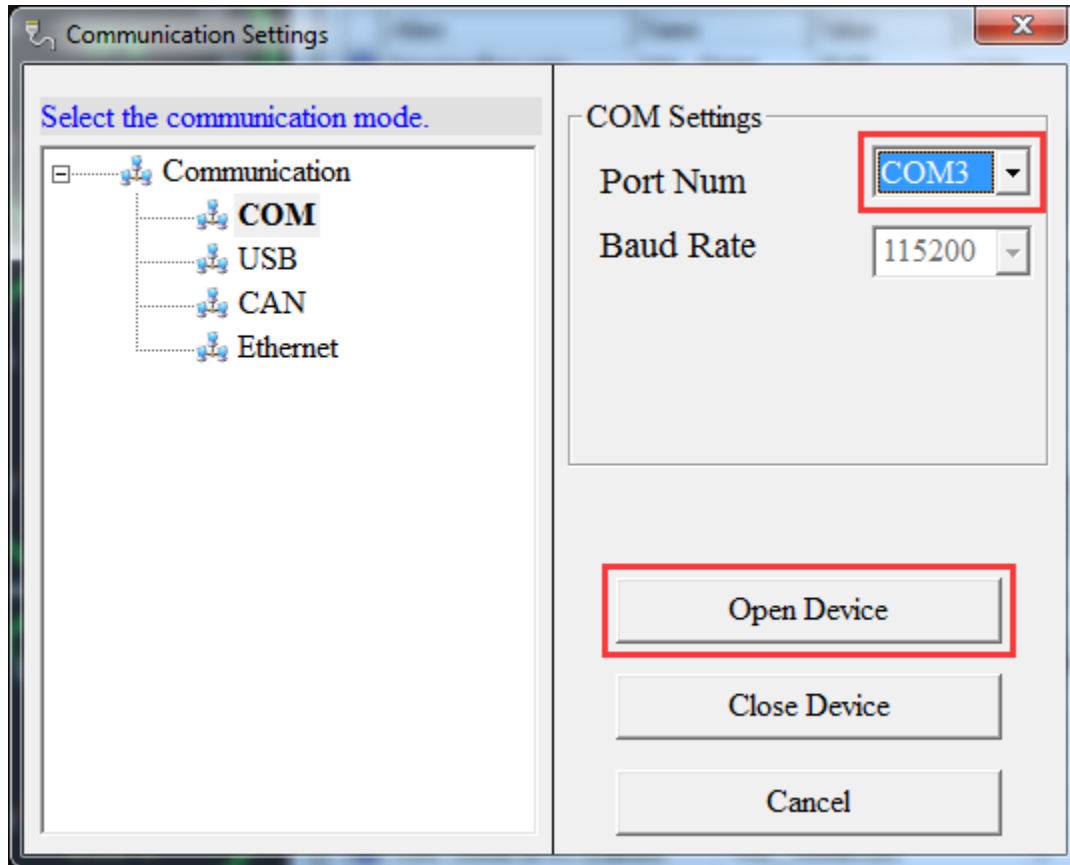 Communication Settings
Select the communication mode.
Communication
COM
USB
CAN
Ethernet
COM Settings
Port Num
COM3
Baud Rate
115200
Open Device
Close Device
Cancel